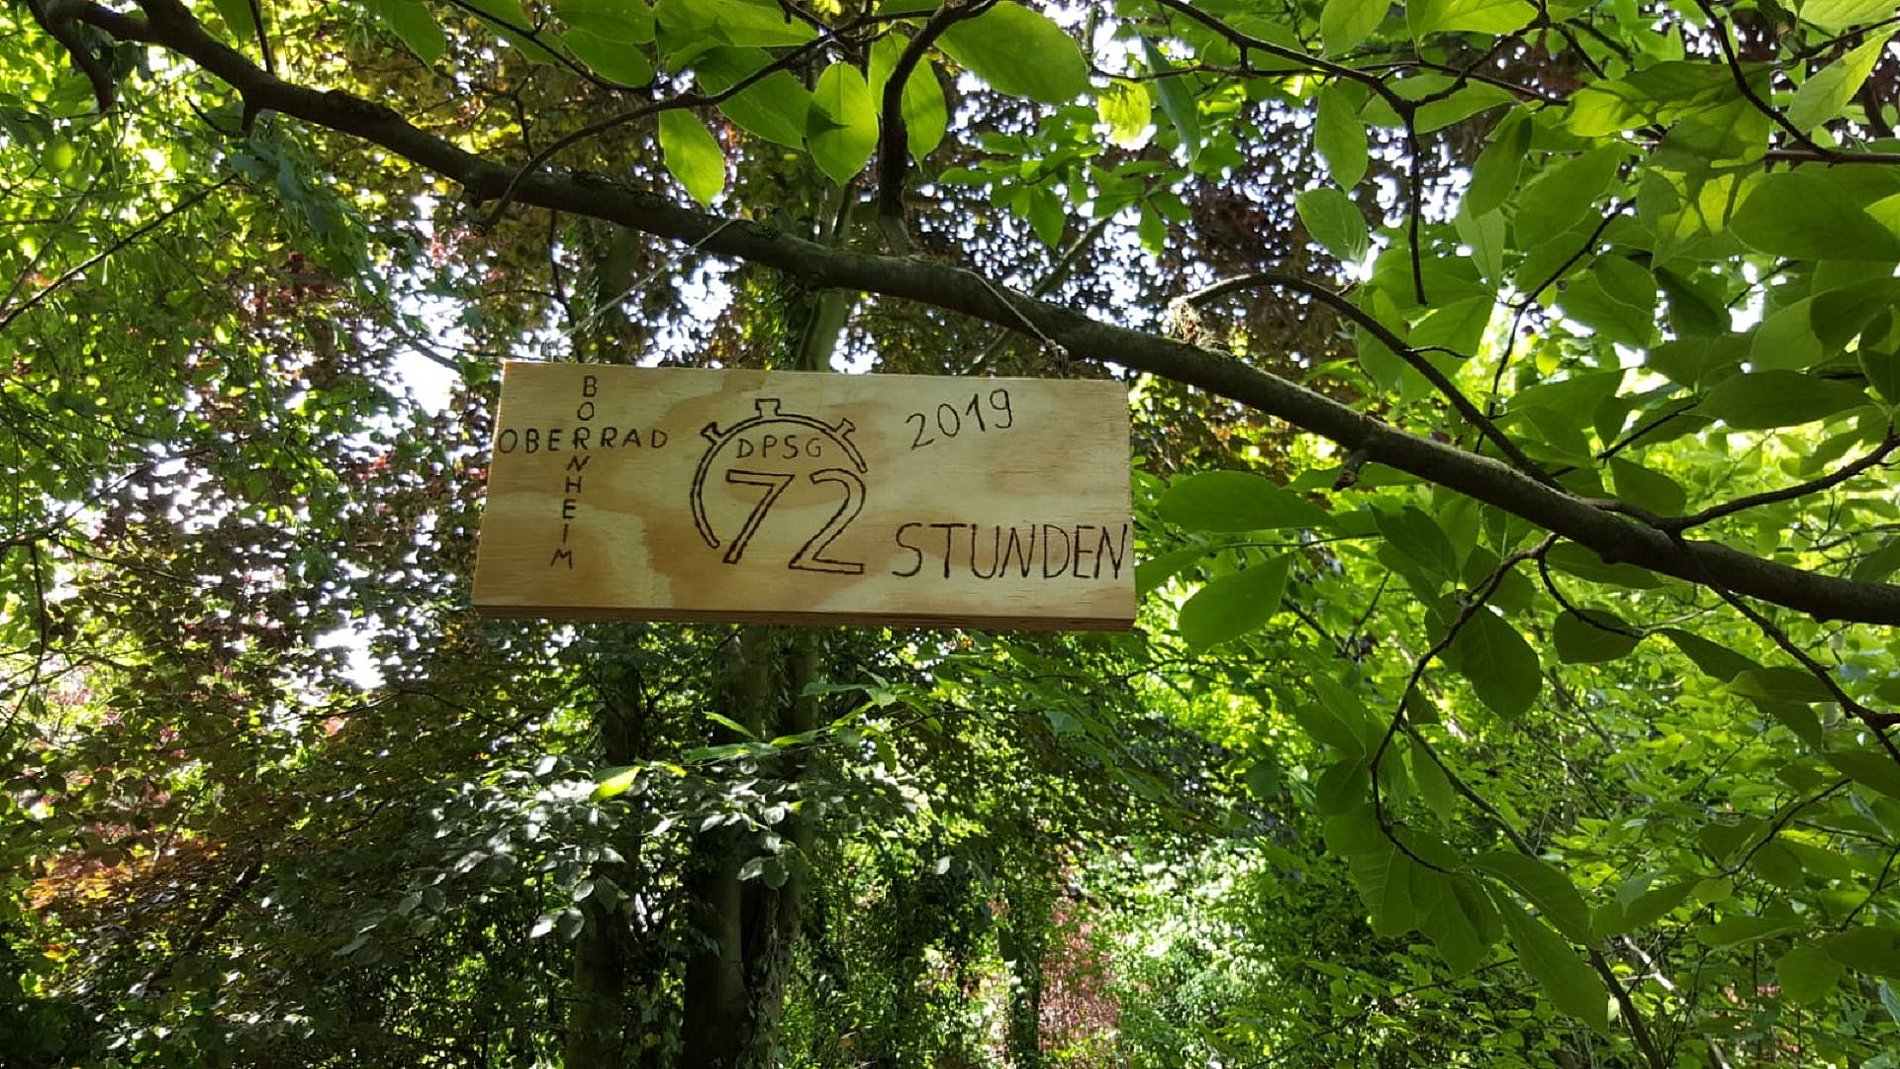 BORNHEIM
OBERRAD
DPSG
72
2019
STUNDEN